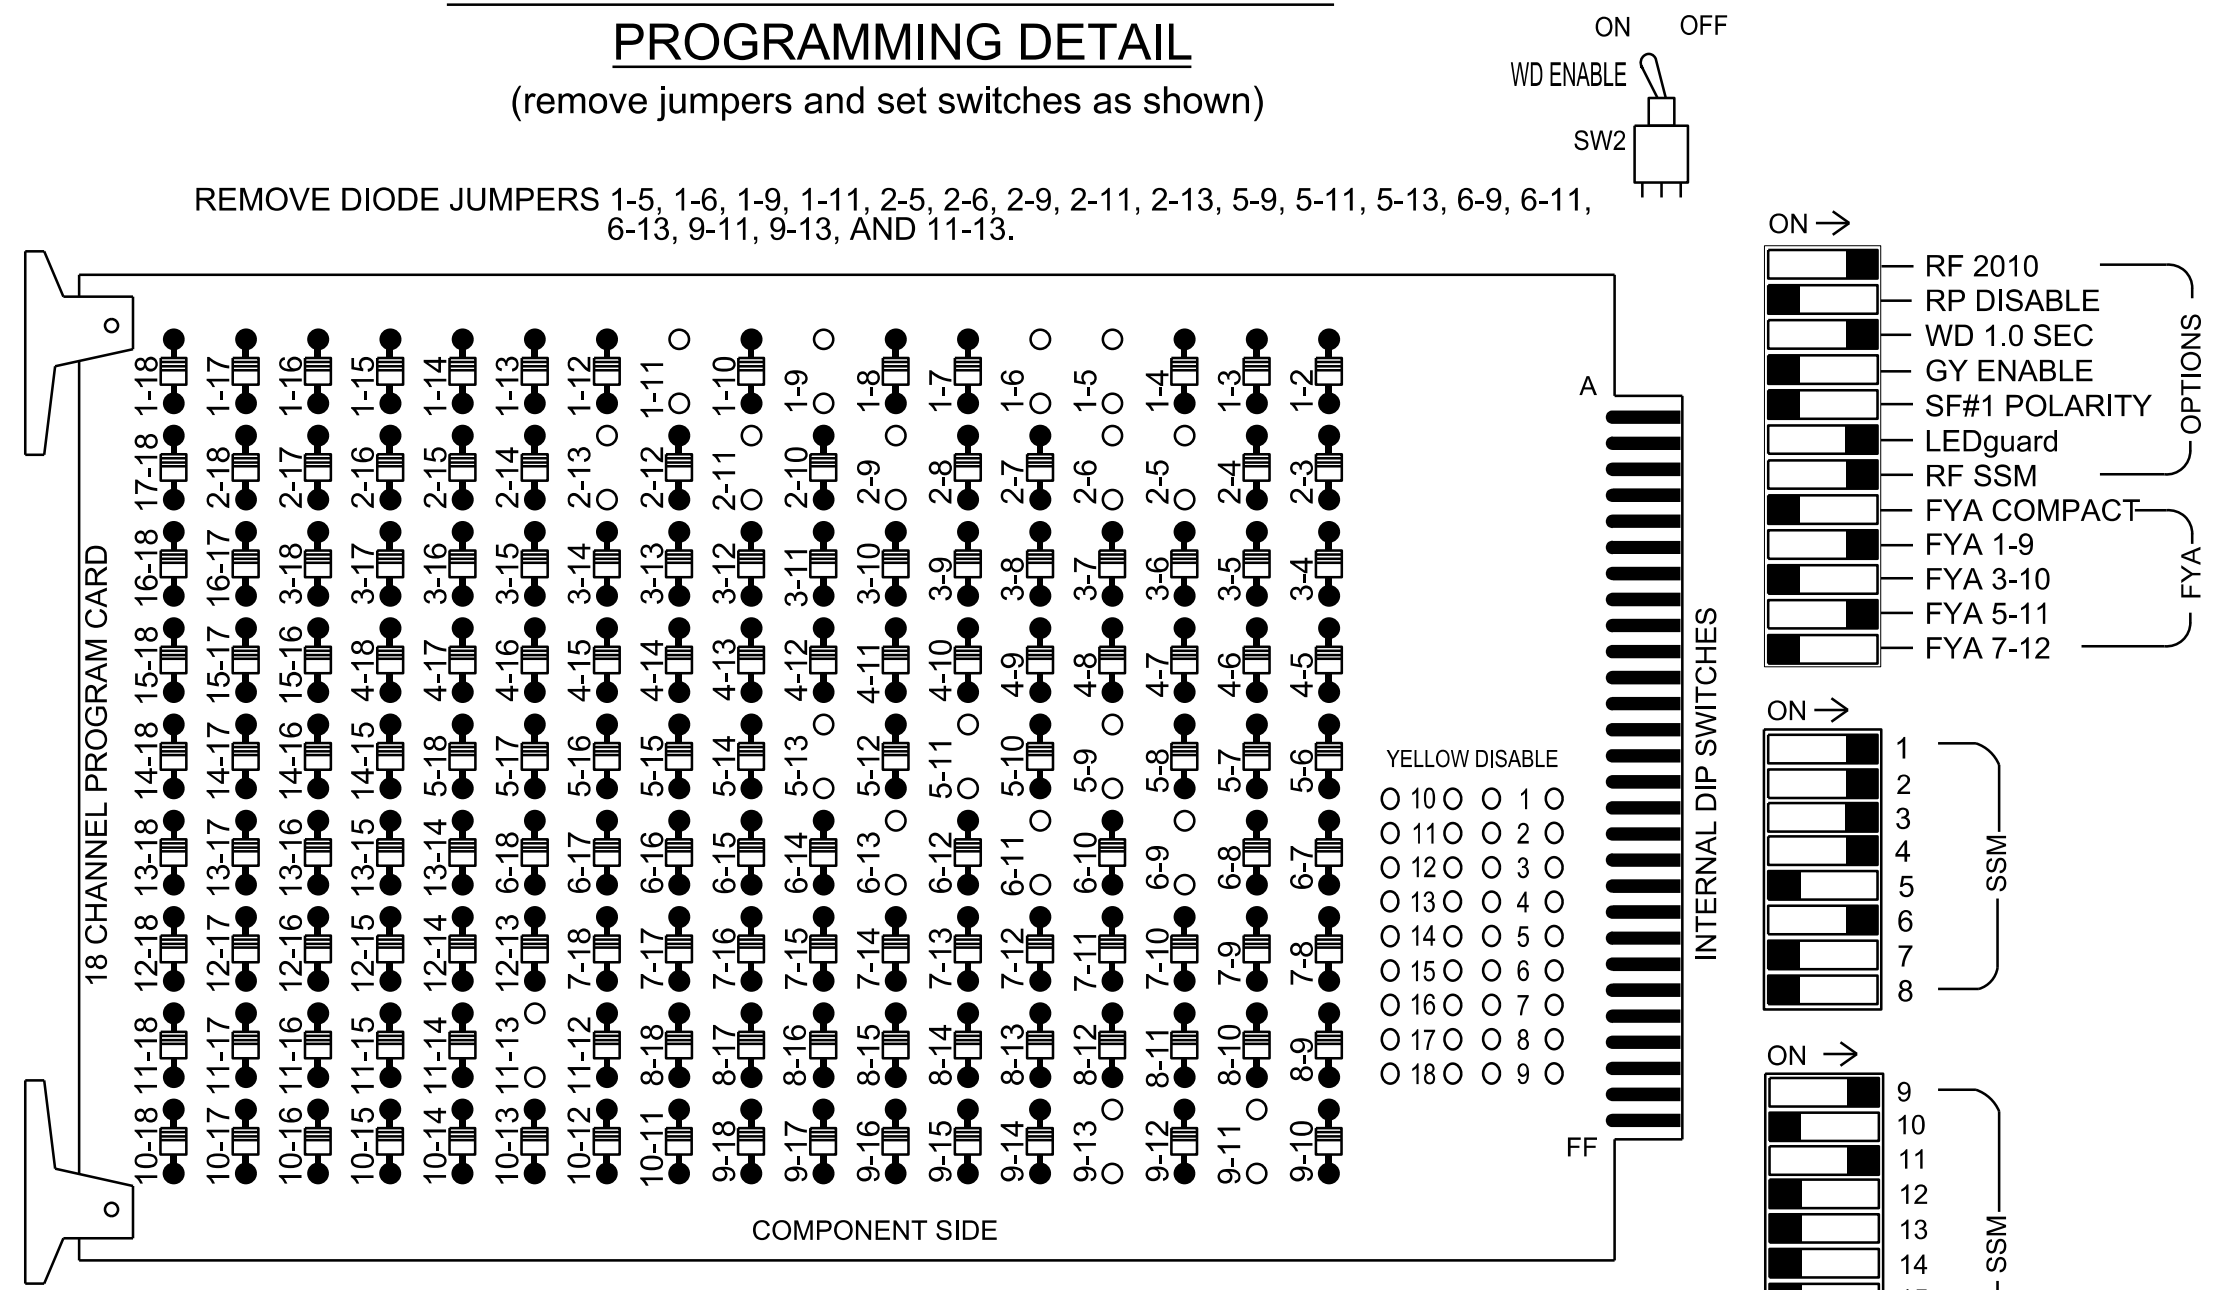 PROGRAMMING DETAIL
(remove jumpers and set switches as shown)
ON OFF
WD ENABLE
SW2
REMOVE DIODE JUMPERS 1-5, 1-6, 1-9, 1-11, 2-5, 2-6, 2-9, 2-11, 2-13, 5-9, 5-11, 5-13, 6-9, 6-11,
6-13, 9-11, 9-13, AND 11-13.
18 CHANNEL PROGRAM CARD
1-18 1-17 1-16 1-15 1-14 1-13 1-12 1-11 1-10 1-9 1-8 1-7 1-6 1-5 1-4 1-3 1-2
17-18 2-18 2-17 2-16 2-15 2-14 2-13 2-12 2-11 2-10 2-9 2-8 2-7 2-6 2-5 2-4 2-3
16-18 16-17 3-18 3-17 3-16 3-15 3-14 3-13 3-12 3-11 3-10 3-9 3-8 3-7 3-6 3-5 3-4
15-18 15-17 15-16 4-18 4-17 4-16 4-15 4-14 4-13 4-12 4-11 4-10 4-9 4-8 4-7 4-6 4-5
14-18 14-17 14-16 14-15 5-18 5-17 5-16 5-15 5-14 5-13 5-12 5-11 5-10 5-9 5-8 5-7 5-6
13-18 13-17 13-16 13-15 13-14 6-18 6-17 6-16 6-15 6-14 6-13 6-12 6-11 6-10 6-9 6-8 6-7
12-18 12-17 12-16 12-15 12-14 12-13 7-18 7-17 7-16 7-15 7-14 7-13 7-12 7-11 7-10 7-9 7-8
11-18 11-17 11-16 11-15 11-14 11-13 11-12 8-18 8-17 8-16 8-15 8-14 8-13 8-12 8-11 8-10 8-9
10-18 10-17 10-16 10-15 10-14 10-13 10-12 10-11 9-18 9-17 9-16 9-15 9-14 9-13 9-12 9-11 9-10
COMPONENT SIDE
YELLOW DISABLE
10 1
11 2
12 3
13 4
14 5
15 6
16 7
17 8
18 9
A
FF
INTERNAL DIP SWITCHES
ON →
RF 2010
RP DISABLE
WD 1.0 SEC
GY ENABLE
SF#1 POLARITY
LEDguard
RF SSM
OPTIONS
FYA COMPACT
FYA 1-9
FYA 3-10
FYA 5-11
FYA 7-12
FYA
ON →
1
2
3
4
5
6
7
8
SSM
ON →
9
10
11
12
13
14
SSM